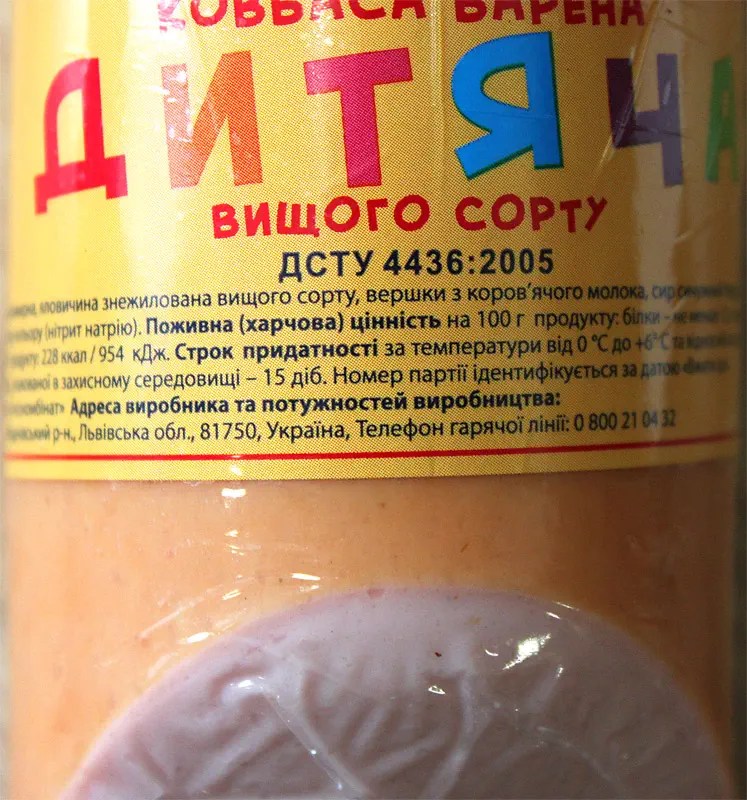 КОВБАСА ВАРЕНА
ДИТЯЧА
ВИЩОГО СОРТУ
ДСТУ 4436:2005
яловичина знежилована вищого сорту, вершки з коров’ячого молока, сир
(нітрит натрію). Поживна (харчова) цінність на 100 г продукту: білки – не
228 ккал / 954 кДж. Строк придатності за температури від 0 °С до +6°С та
в захисному середовищі – 15 діб. Номер партії ідентифікується за датою
Адреса виробника та потужностей виробництва:
р-н., Львівська обл., 81750, Україна, Телефон гарячої лінії: 0 800 21 04 32